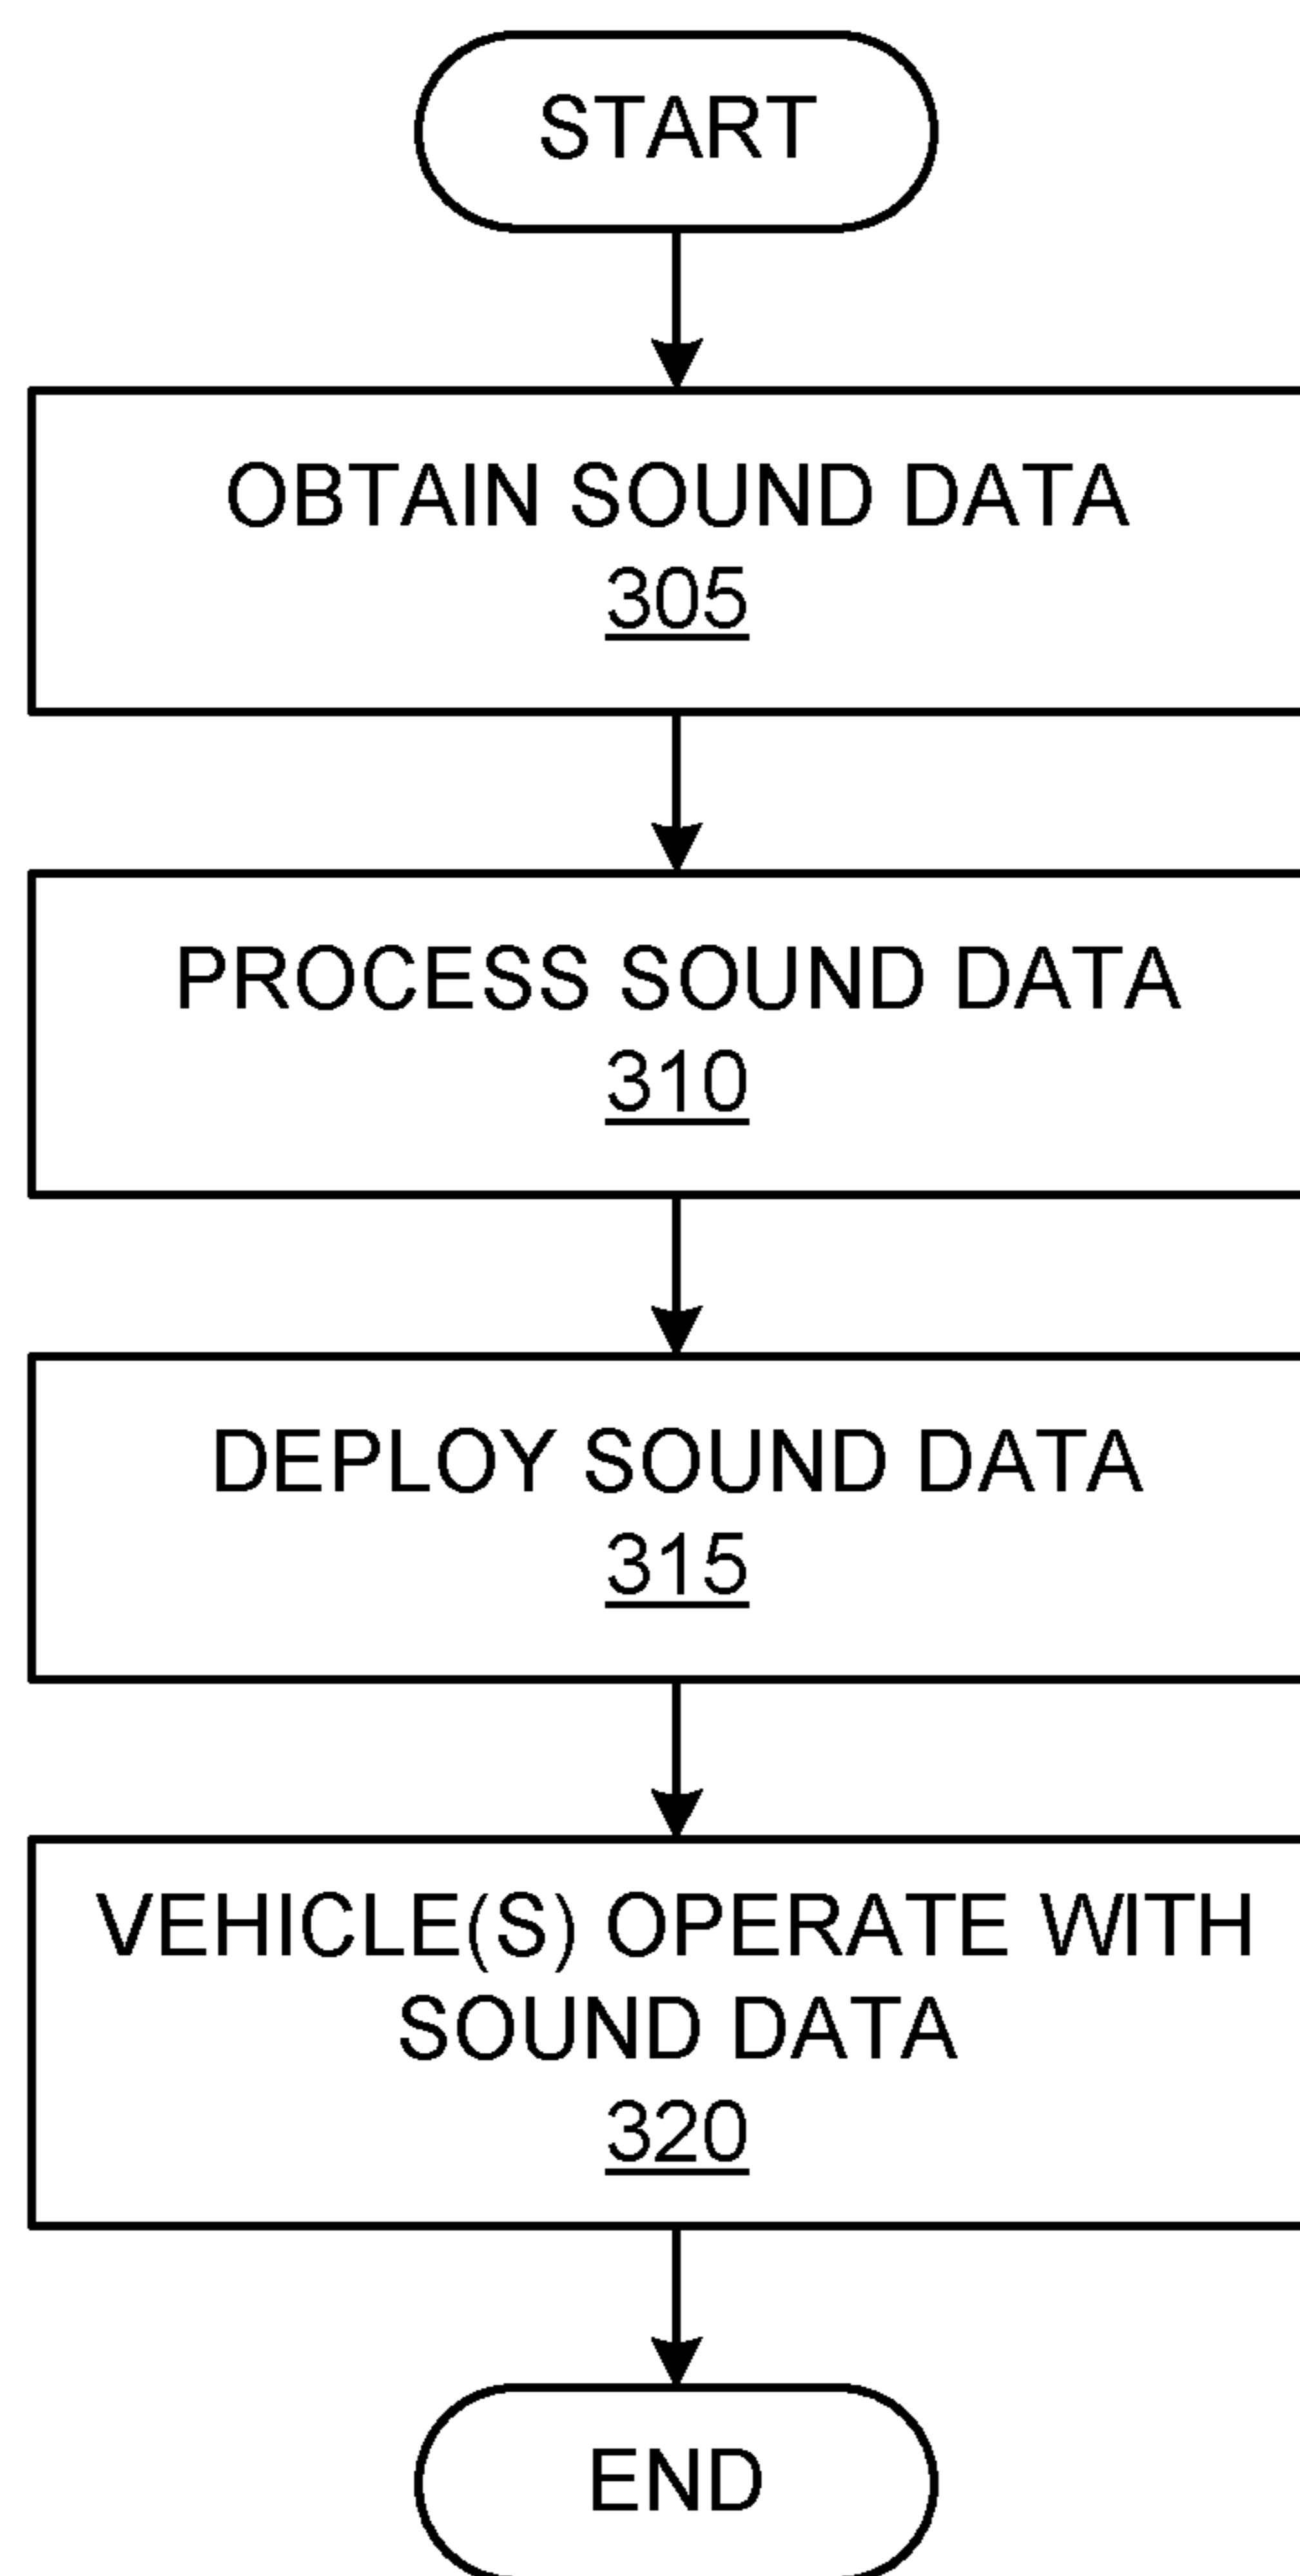 START
OBTAIN SOUND DATA
305
PROCESS SOUND DATA
310
DEPLOY SOUND DATA
315
VEHICLE(S) OPERATE WITH
SOUND DATA
320
END